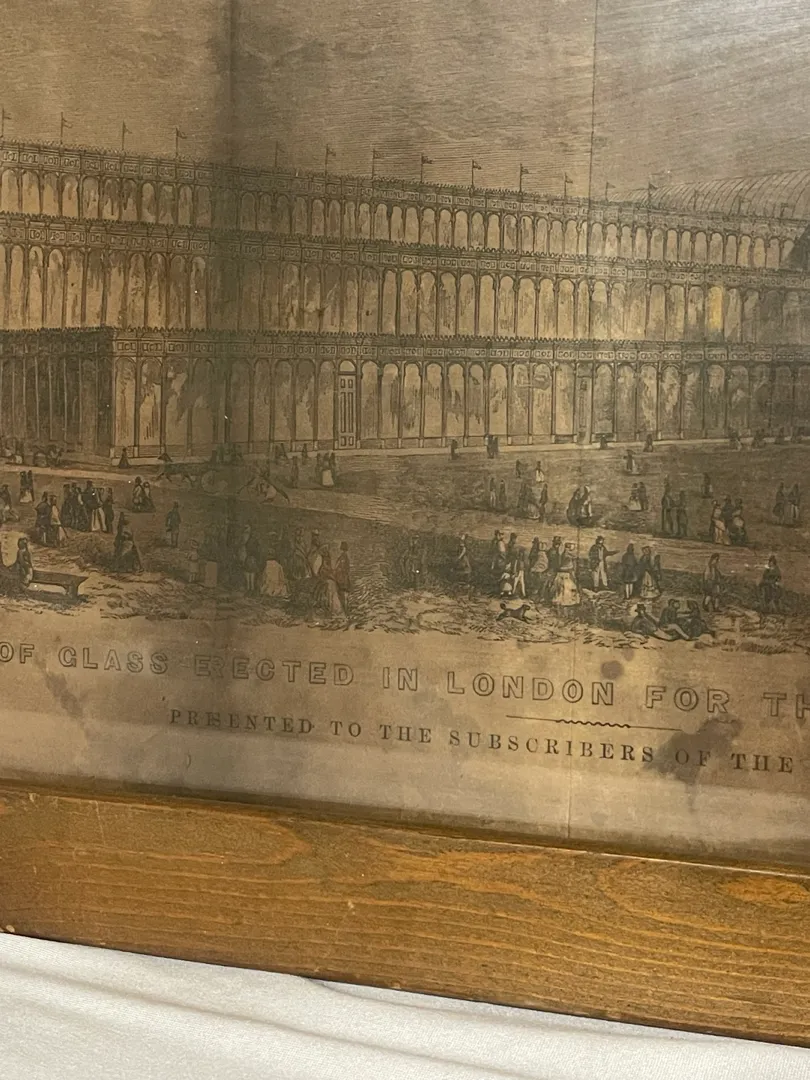 OF GLASS ERECTED IN LONDON FOR TH
PRESENTED TO THE SUBSCRIBERS OF THE